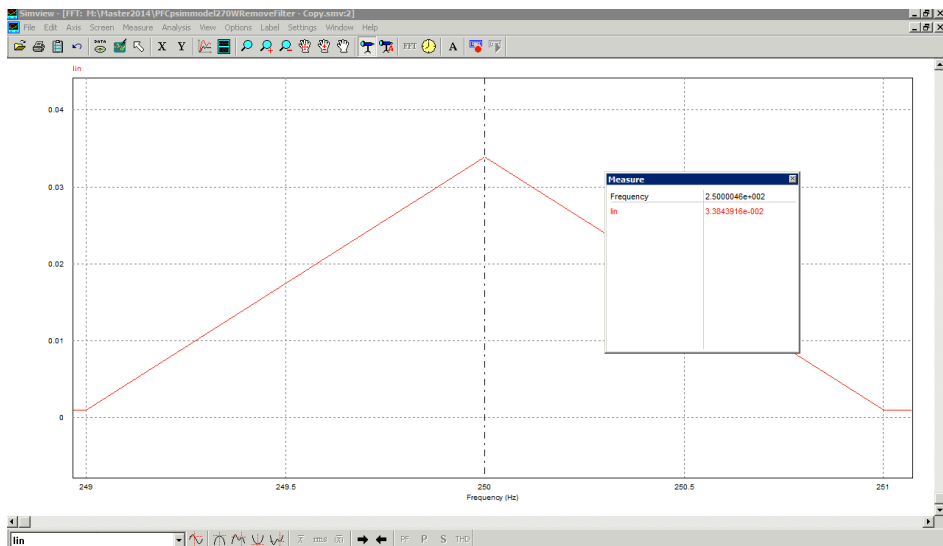 Simview - [FFT: M:\Master2014\PFCpsimmodel270WRemoveFilter - Copy.smv:2]
File Edit Axis Screen Measure Analysis View Options Label Settings Window Help
DATA X Y FFT A
Iin
0.04
0.03
0.02
0.01
0
249 249.5 250 250.5 251
Frequency (Hz)
Measure
Frequency 2.5000046e+002
Iin 3.3843916e-002
Iin x rms |x| PF P S THD